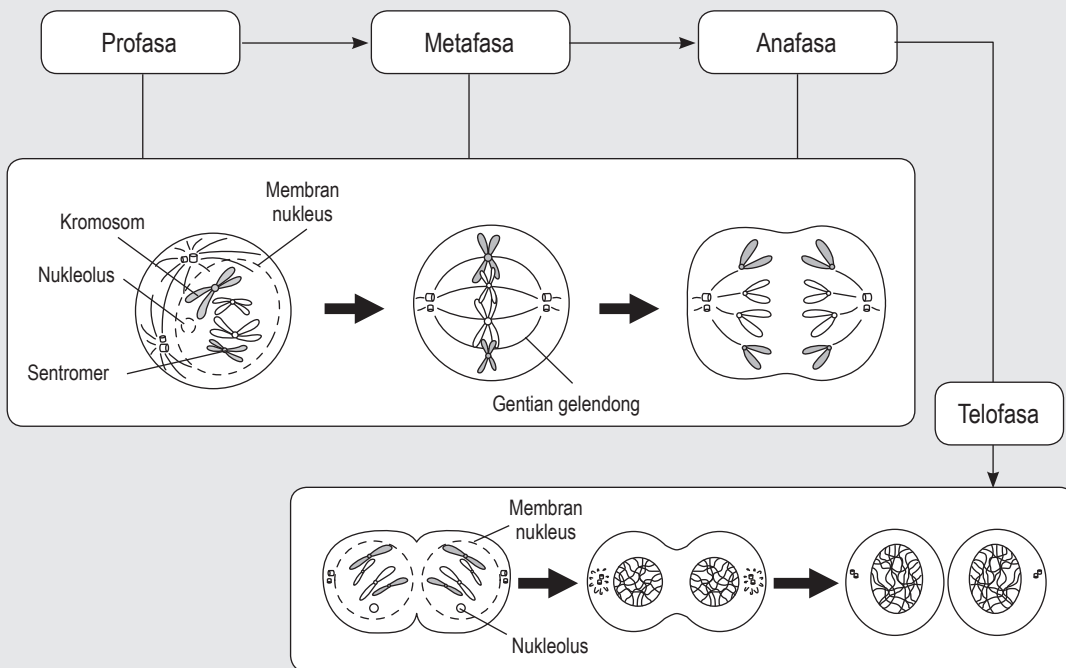 Profasa
Metafasa
Anafasa
Membran
nukleus
Kromosom
Nukleolus
Sentromer
Gentian gelendong
Telofasa
Membran
nukleus
Nukleolus